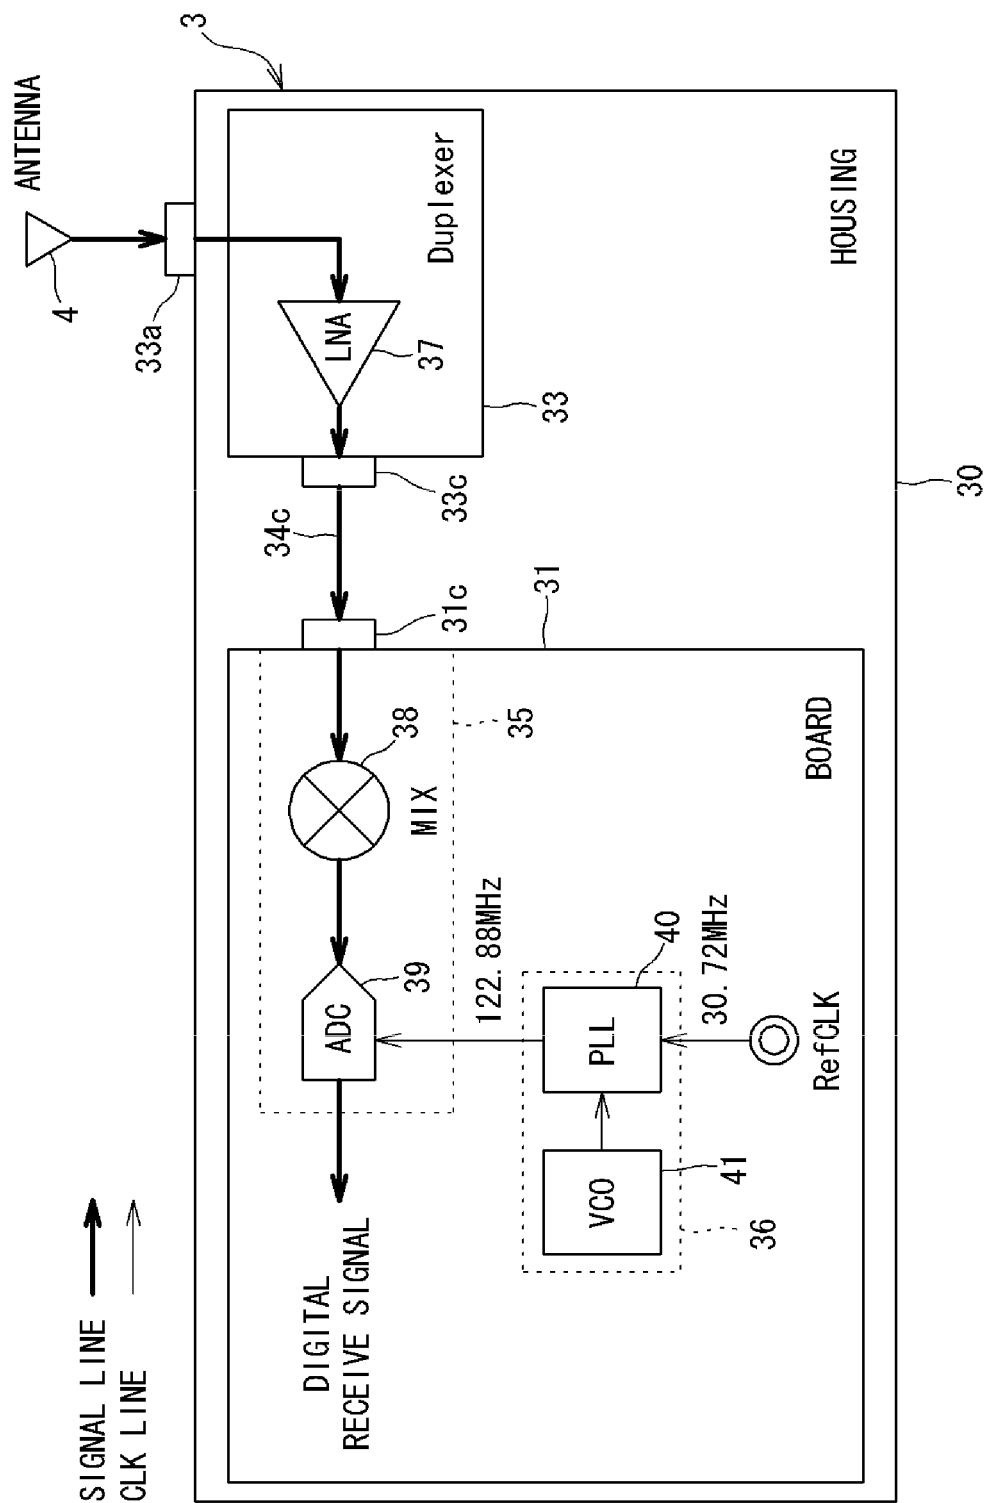 SIGNAL LINE
CLK LINE
ANTENNA
4
33a
3
DIGITAL
RECEIVE SIGNAL
ADC
39
MIX
38
35
31c
34c
33c
LNA
37
Duplexer
33
122. 88MHz
VCO
41
PLL
40
36
30. 72MHz
RefCLK
BOARD
31
HOUSING
30